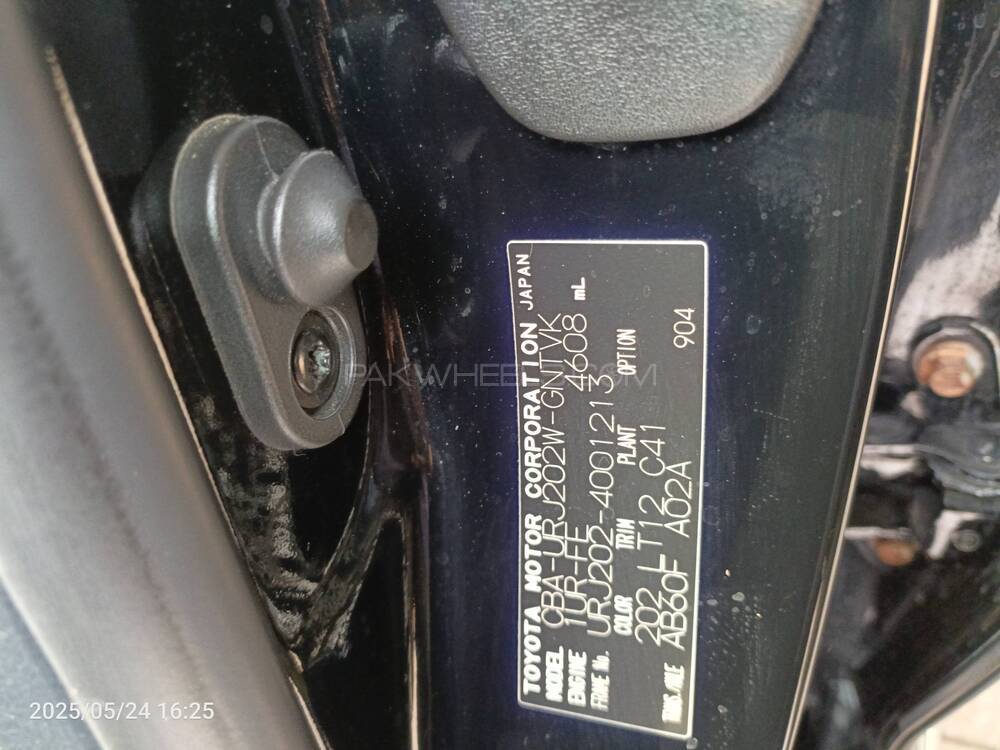 TOYOTA MOTOR CORPORATION JAPAN
MODEL CBA-URJ202W-GNTVK
ENGINE 1UR-FE 4608 mL
FRAME No. URJ202-4001213
COLOR TRIM PLANT OPTION
202 LT12 C41
TRANS./AXLE AB60F A02A 904
PAKWHEELS.COM
2025/05/24 16:25